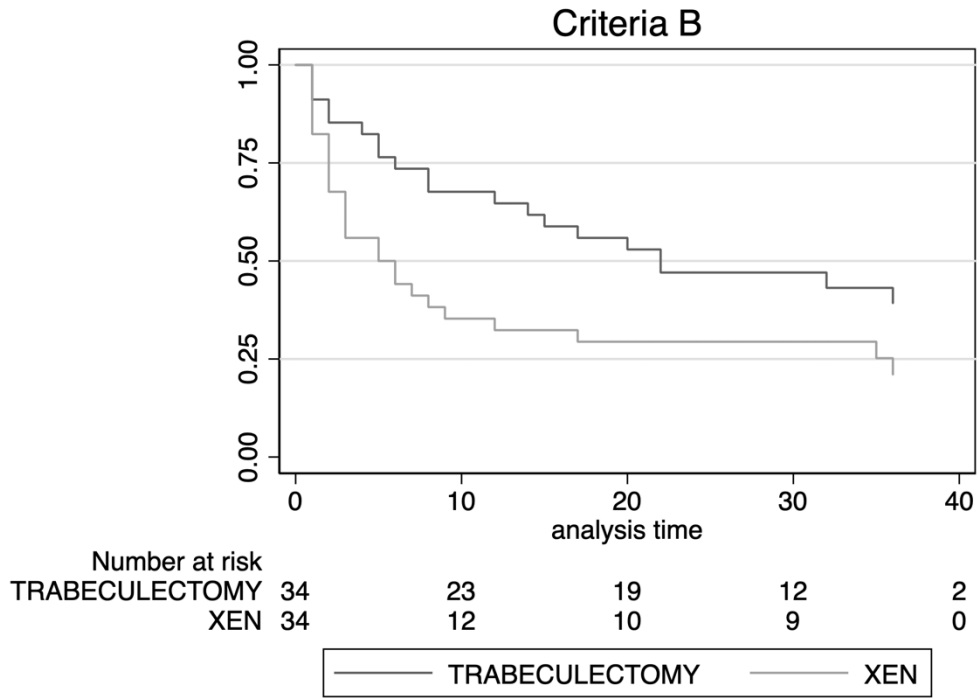 Criteria B
1.00
0.75
0.50
0.25
0.00
0 10 20 30 40
analysis time
Number at risk
TRABECULECTOMY 34 23 19 12 2
XEN 34 12 10 9 0
TRABECULECTOMY XEN